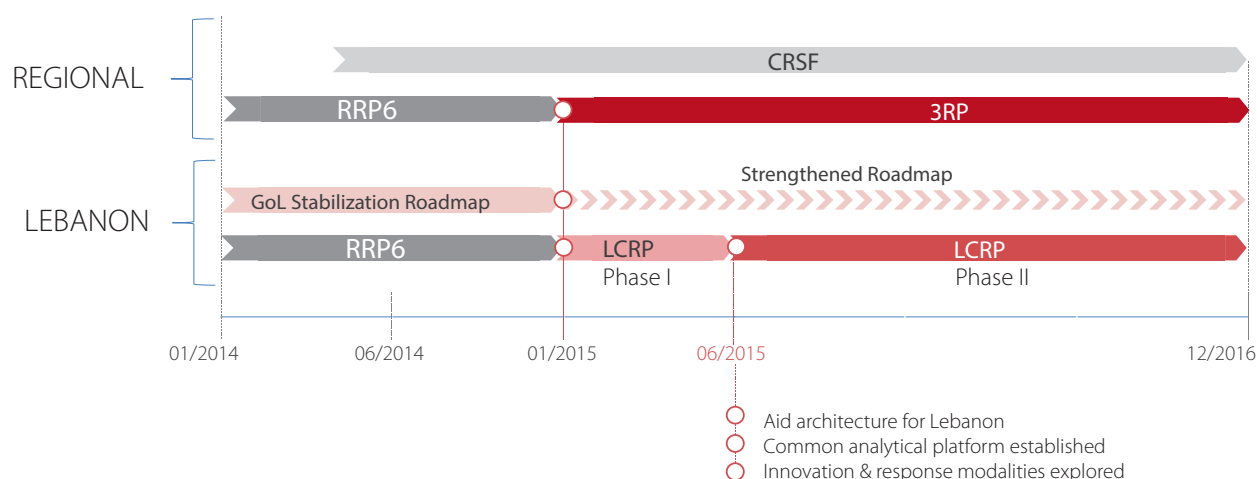 REGIONAL
CRSF
RRP6
3RP
LEBANON
Strengthened Roadmap
GoL Stabilization Roadmap
RRP6
LCRP
Phase I
LCRP
Phase II
01/2014
06/2014
01/2015
06/2015
12/2016
Aid architecture for Lebanon
Common analytical platform established
Innovation & response modalities explored